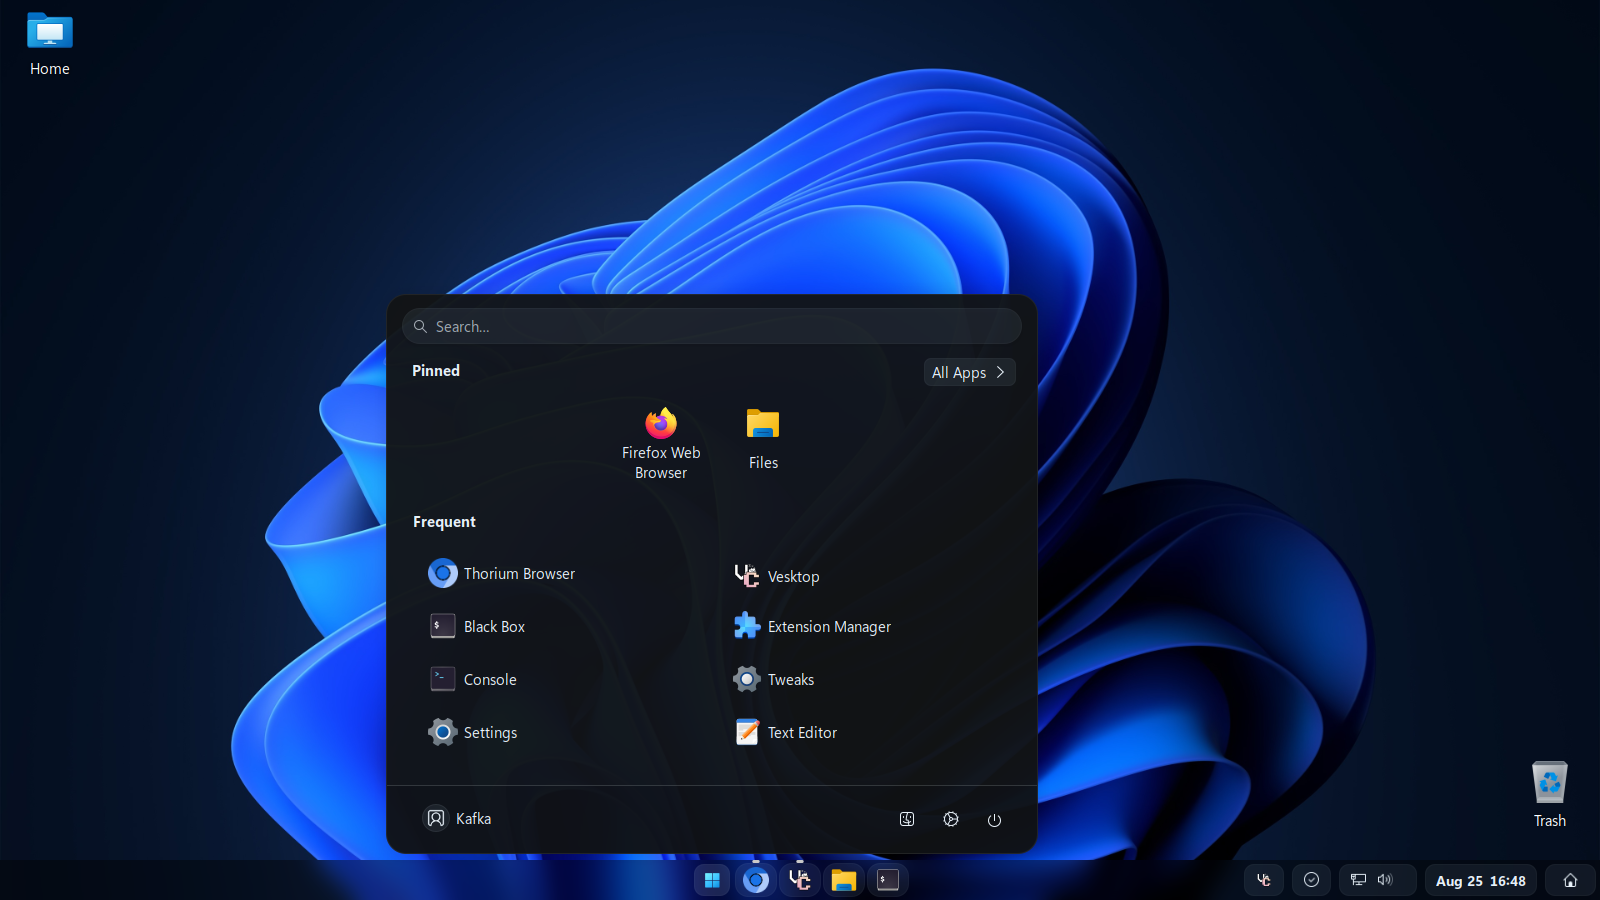 Home
Search...
Pinned
All Apps
Firefox Web
Browser
Files
Frequent
Thorium Browser
Vesktop
Black Box
Extension Manager
Console
Tweaks
Settings
Text Editor
Kafka
Trash
Aug 25 16:48